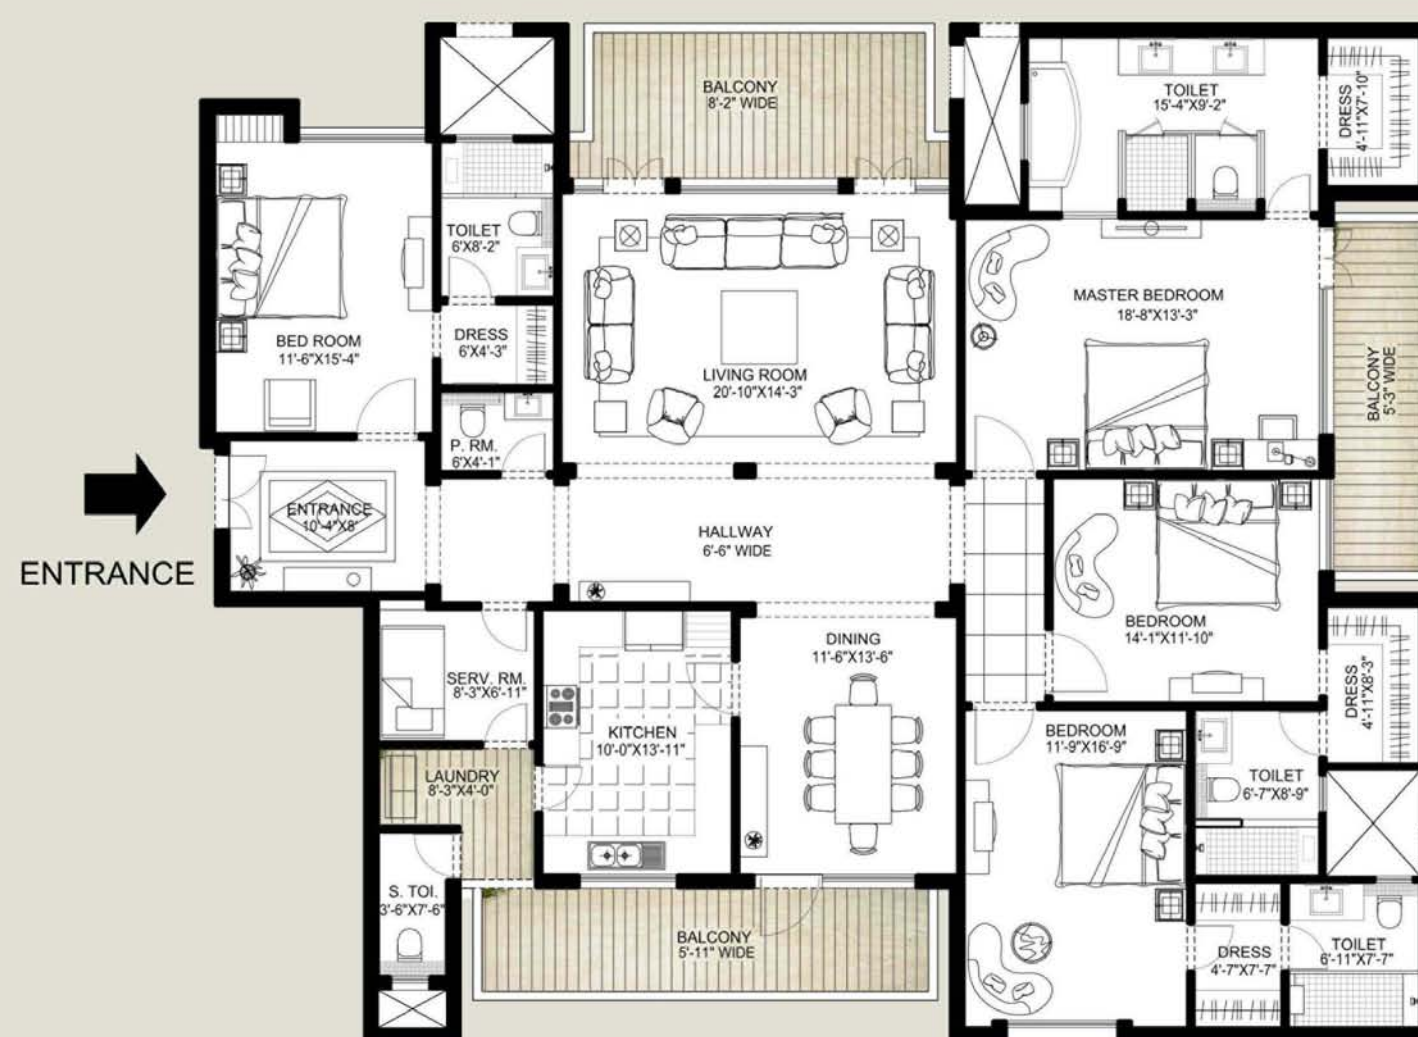 BALCONY
8'-2" WIDE
TOILET
15'-4"X9'-2"
DRESS
4'-11"X7'-10"
TOILET
6'X8'-2"
BED ROOM
11'-6"X15'-4"
DRESS
6'X4'-3"
LIVING ROOM
20'-10"X14'-3"
MASTER BEDROOM
18'-8"X13'-3"
BALCONY
5'-3" WIDE
P. RM.
6'X4'-1"
ENTRANCE
10'-4"X8'
ENTRANCE
HALLWAY
6'-6" WIDE
BEDROOM
14'-1"X11'-10"
DINING
11'-6"X13'-6"
SERV. RM.
8'-3"X6'-11"
DRESS
4'-11"X8'-3"
KITCHEN
10'-0"X13'-11"
BEDROOM
11'-9"X16'-9"
LAUNDRY
8'-3"X4'-0"
TOILET
6'-7"X8'-9"
S. TOI.
3'-6"X7'-6"
BALCONY
5'-11" WIDE
DRESS
4'-7"X7'-7"
TOILET
6'-11"X7'-7"